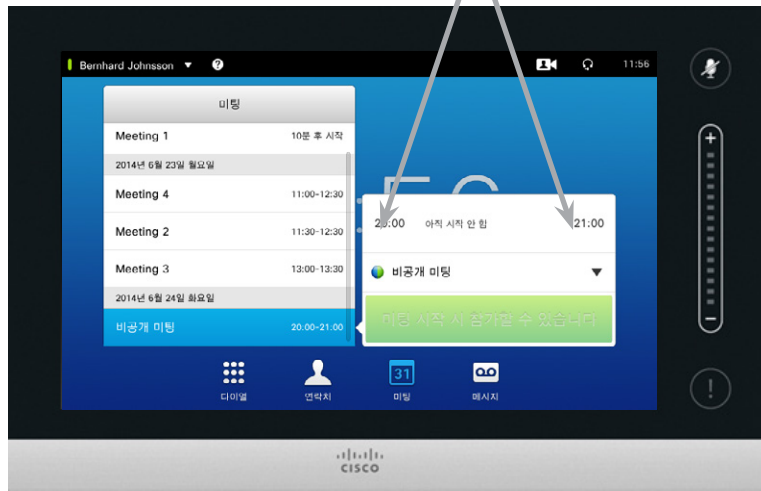 Bernhard Johnsson
?
11:56
미팅
Meeting 1 10분 후 시작
2014년 6월 23일 월요일
Meeting 4 11:00-12:30
Meeting 2 11:30-12:30
Meeting 3 13:00-13:30
2014년 6월 24일 화요일
비공개 미팅 20:00-21:00
20:00 아직 시작 안 함 21:00
비공개 미팅
미팅 시작 시 참가할 수 있습니다
31
다이얼 연락처 미팅 메시지
CISCO